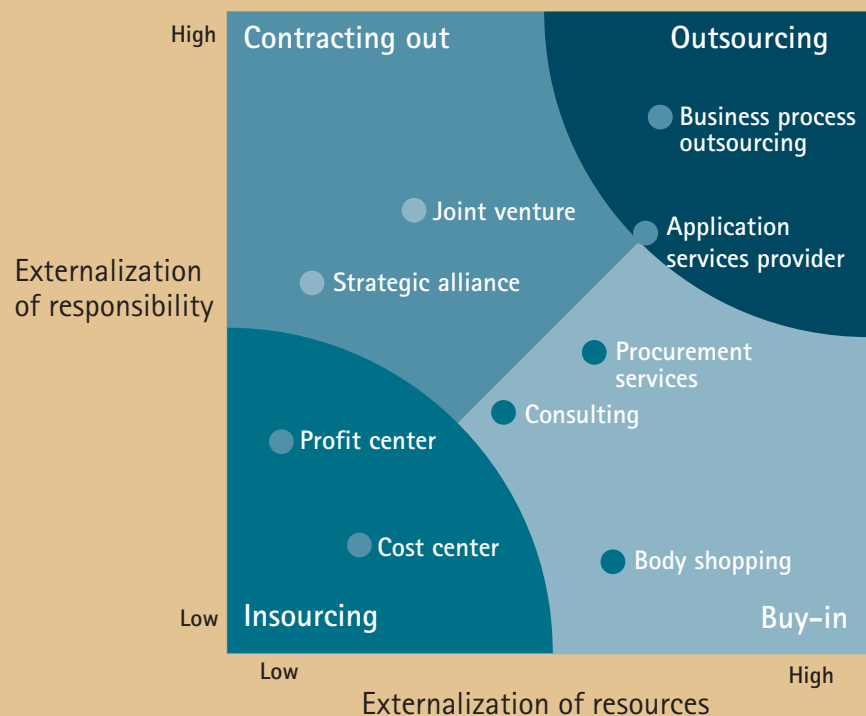 High
Contracting out
Outsourcing
Business process
outsourcing
Joint venture
Application
services provider
Externalization
of responsibility
Strategic alliance
Procurement
services
Consulting
Profit center
Cost center
Body shopping
Low
Insourcing
Buy-in
Low
High
Externalization of resources